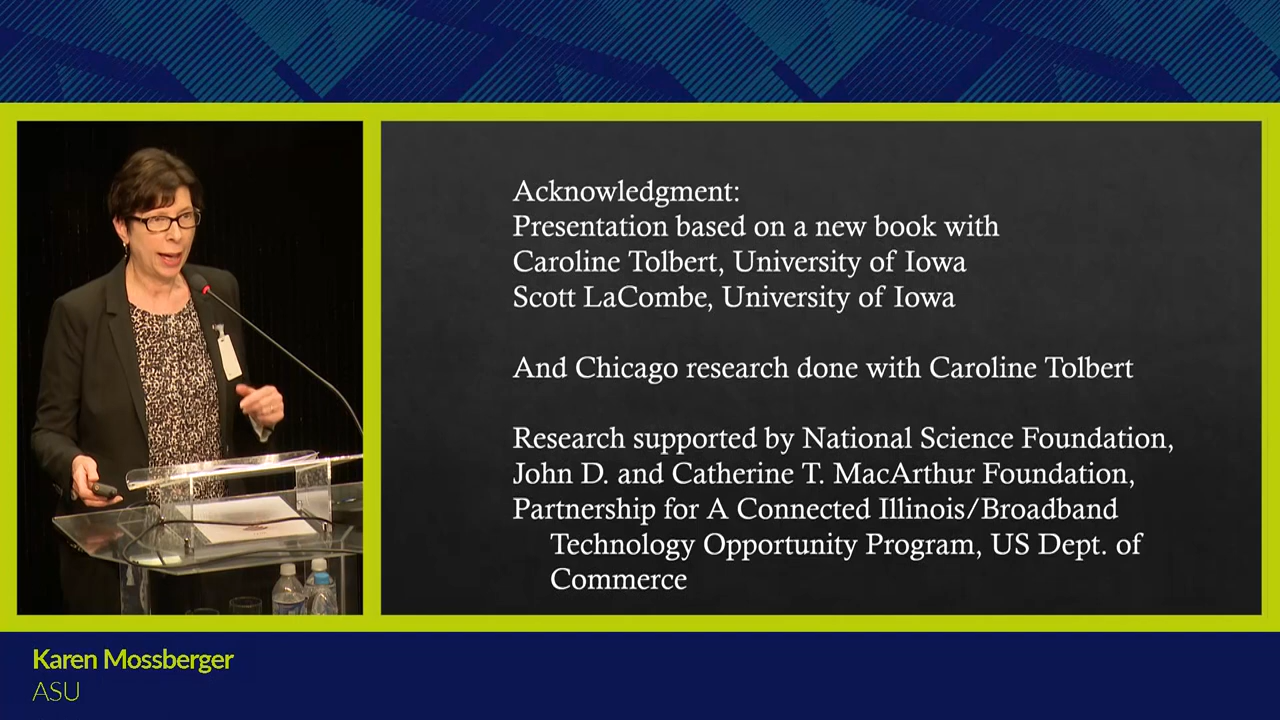 Acknowledgment:
Presentation based on a new book with
Caroline Tolbert, University of Iowa
Scott LaCombe, University of Iowa
And Chicago research done with Caroline Tolbert
Research supported by National Science Foundation,
John D. and Catherine T. MacArthur Foundation,
Partnership for A Connected Illinois/Broadband
Technology Opportunity Program, US Dept. of
Commerce
Karen Mossberger
ASU